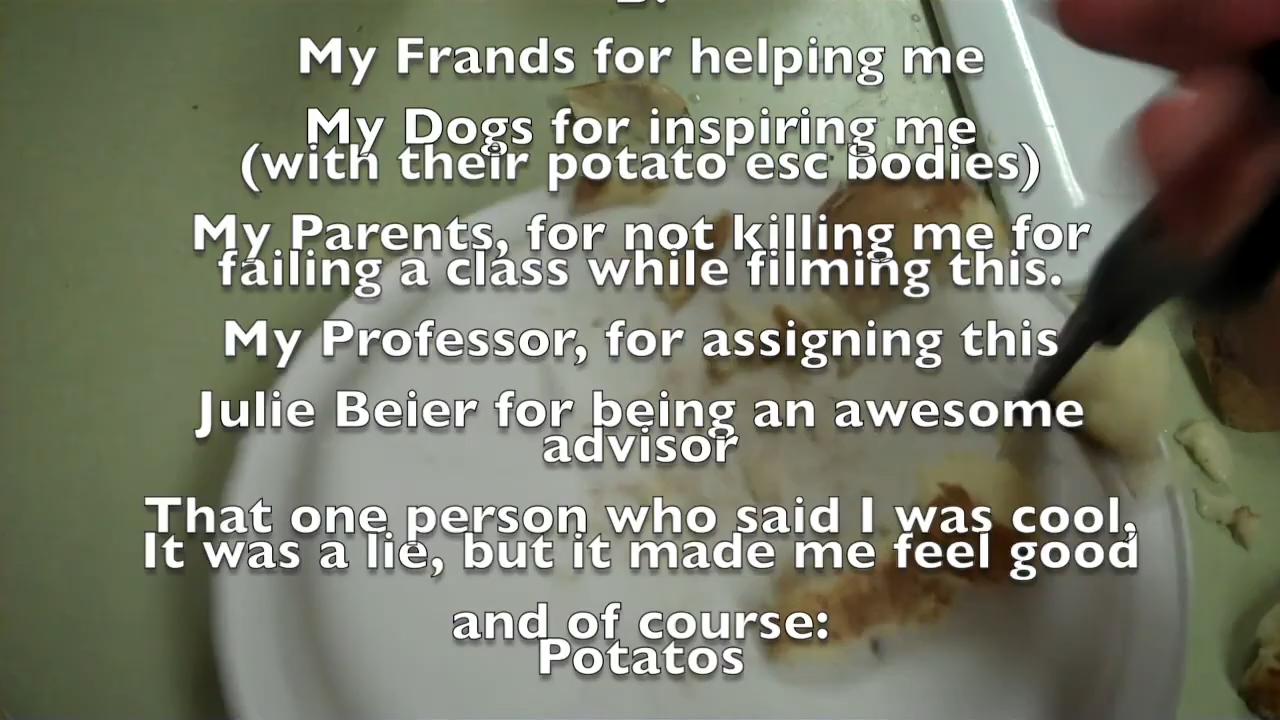 My Frands for helping me
My Dogs for inspiring me
(with their potato esc bodies)
My Parents, for not killing me for
failing a class while filming this.
My Professor, for assigning this
Julie Beier for being an awesome
advisor
That one person who said I was cool,
It was a lie, but it made me feel good
and of course:
Potatos